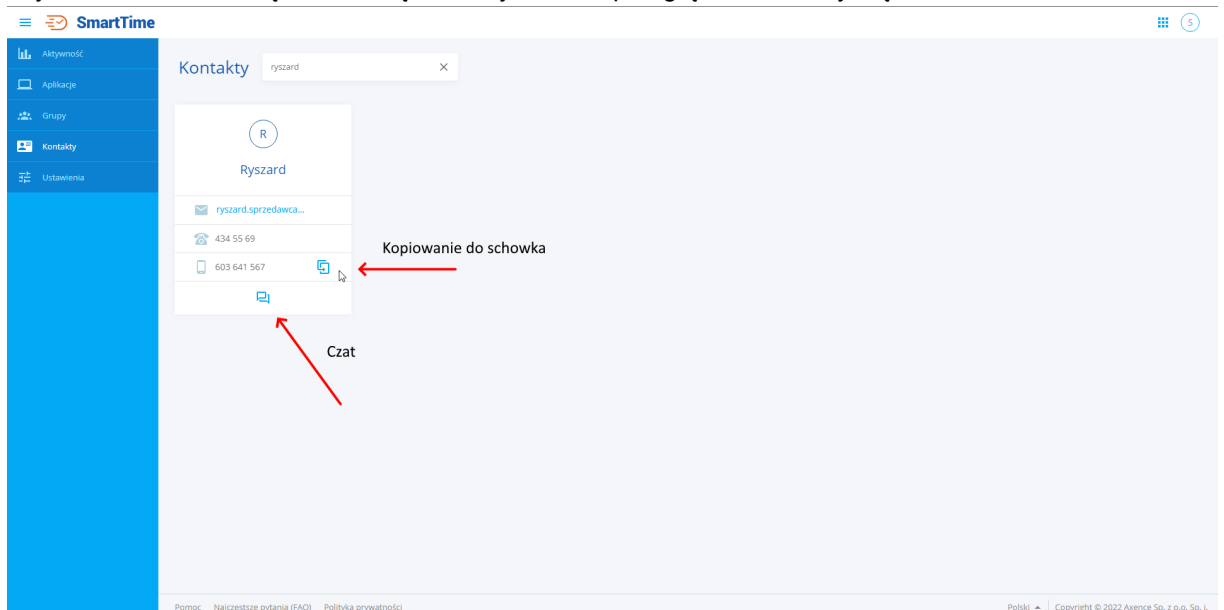 SmartTime
S
Aktywność
Aplikacje
Grupy
Kontakty
Ustawienia
Kontakty
ryszard
R
Ryszard
ryszard.sprzedawca...
434 55 69
603 641 567
Kopiowanie do schowka
Czat
Pomoc Najczęstsze pytania (FAQ) Polityka prywatności
Polski Copyright © 2022 Axence Sp. z o.o. Sp. j.